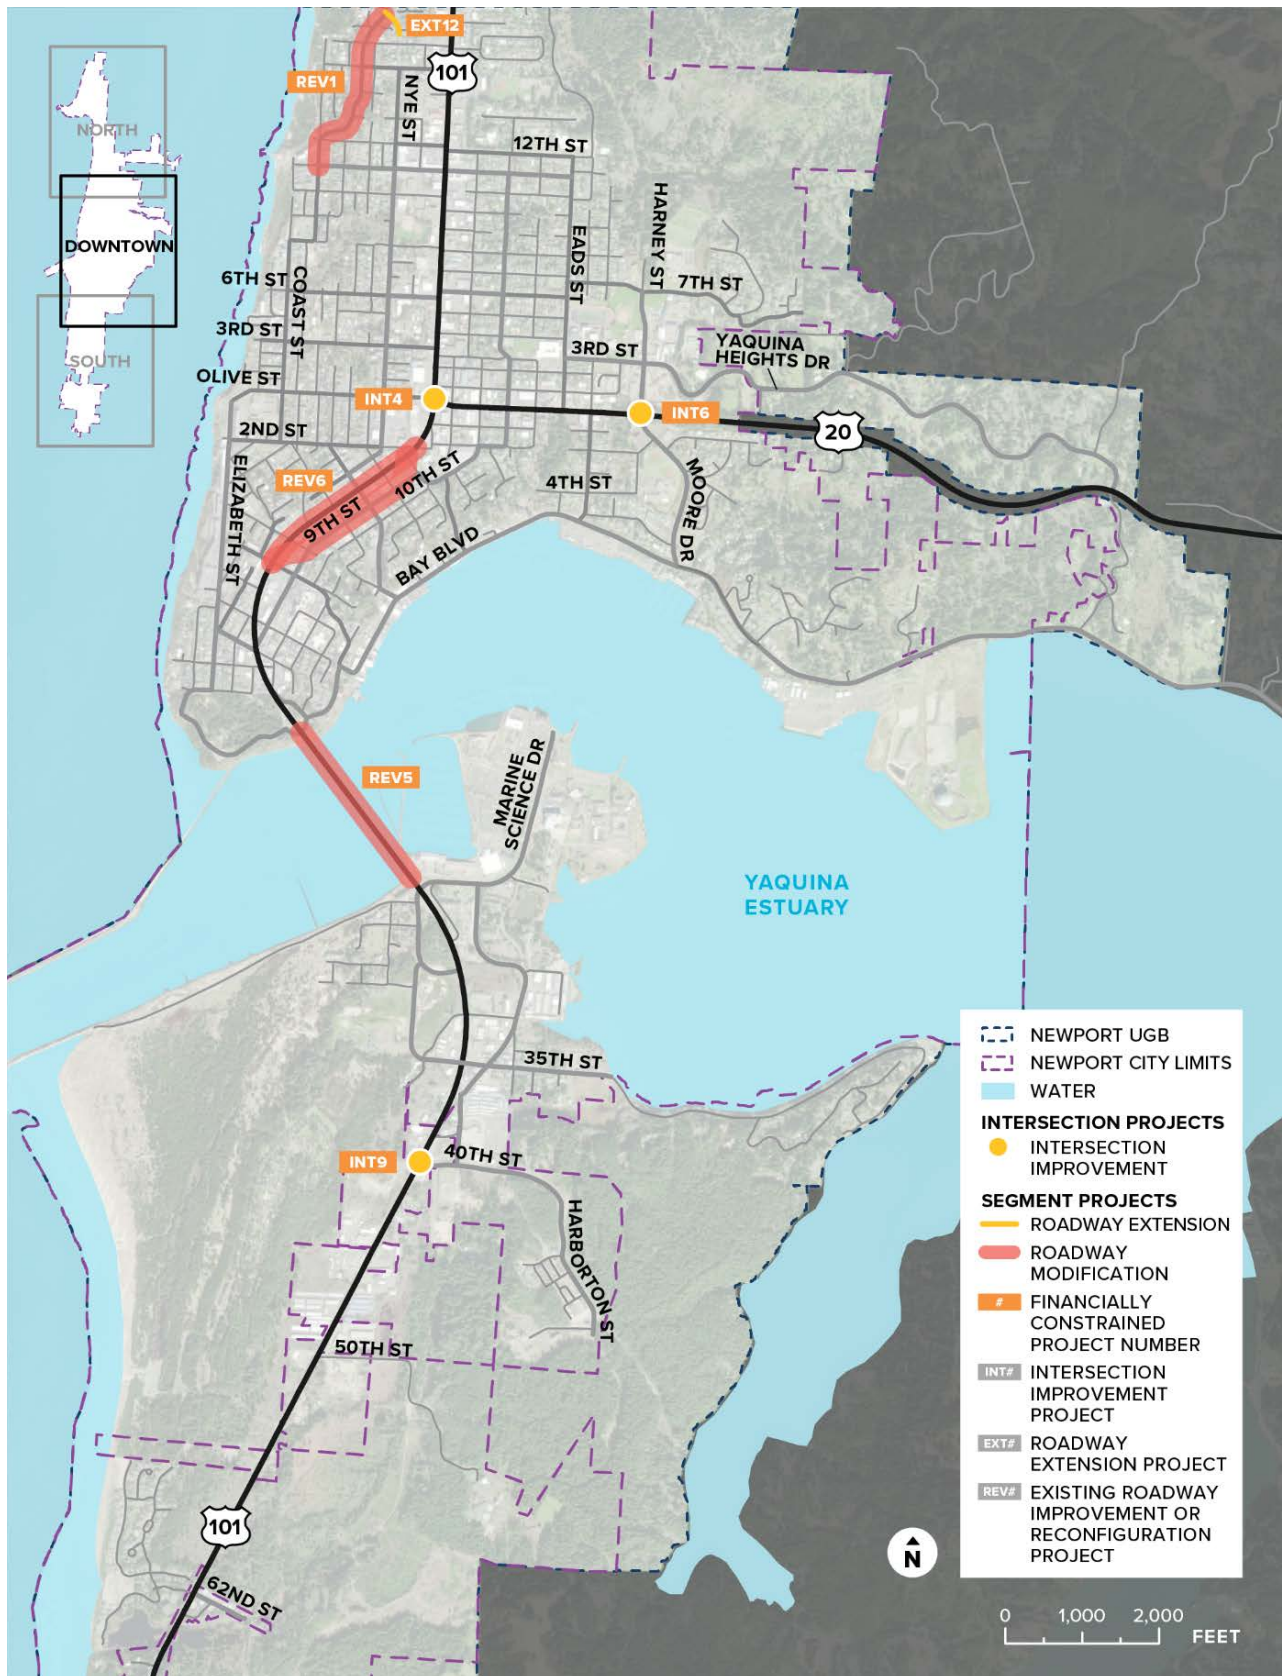 EXT12
REV1
101
NYE ST
NORTH
12TH ST
HARNEY ST
DOWNTOWN
EADS ST
COAST ST
6TH ST
7TH ST
3RD ST
YAQUINA
HEIGHTS DR
3RD ST
SOUTH
OLIVE ST
INT4
INT6
2ND ST
20
10TH ST
REV6
ELIZABETH ST
4TH ST
MOORE DR
9TH ST
BAY BLVD
REV5
MARINE
SCIENCE DR
YAQUINA
ESTUARY
35TH ST
40TH ST
INT9
HARBORTON ST
50TH ST
101
62ND ST
NEWPORT UGB
NEWPORT CITY LIMITS
WATER
INTERSECTION PROJECTS
INTERSECTION
IMPROVEMENT
SEGMENT PROJECTS
ROADWAY EXTENSION
ROADWAY
MODIFICATION
# FINANCIALLY
CONSTRAINED
PROJECT NUMBER
INT# INTERSECTION
IMPROVEMENT
PROJECT
EXT# ROADWAY
EXTENSION PROJECT
REV# EXISTING ROADWAY
IMPROVEMENT OR
RECONFIGURATION
PROJECT
N
0 1,000 2,000
FEET